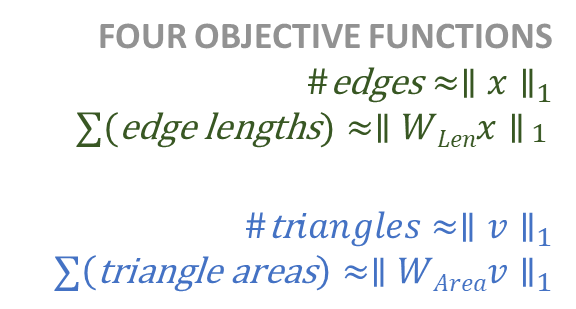 FOUR OBJECTIVE FUNCTIONS
#edges ≈∥ x ∥₁
∑(edge lengths) ≈∥ W_Len x ∥₁
#triangles ≈∥ v ∥₁
∑(triangle areas) ≈∥ W_Area v ∥₁